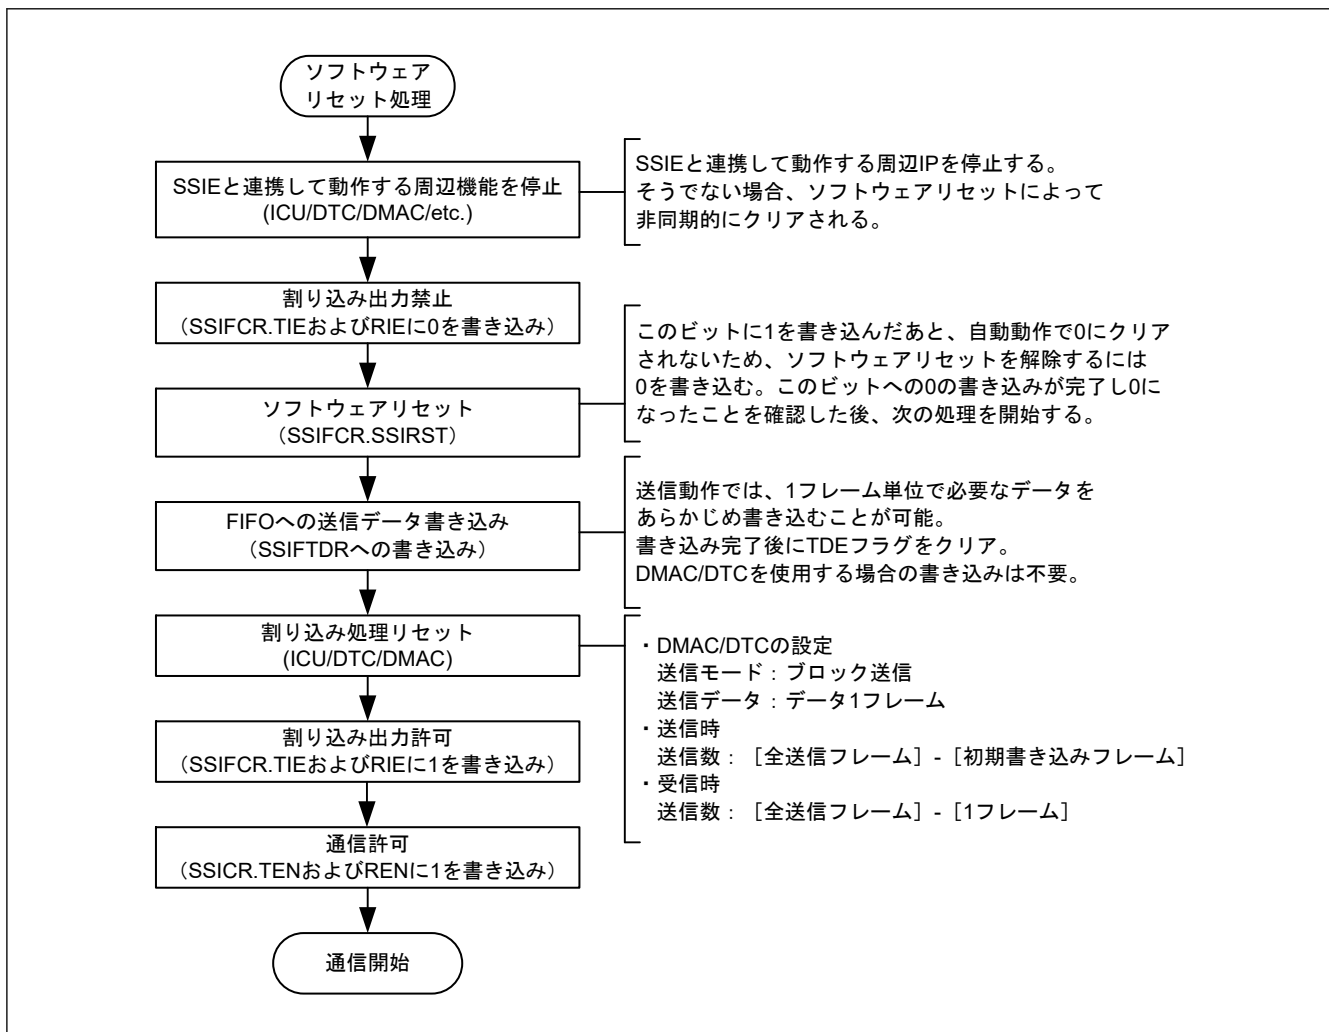 ソフトウェア
リセット処理
SSIEと連携して動作する周辺機能を停止
(ICU/DTC/DMAC/etc.)
SSIEと連携して動作する周辺IPを停止する。
そうでない場合、ソフトウェアリセットによって
非同期的にクリアされる。
割り込み出力禁止
（SSIFCR.TIEおよびRIEに0を書き込み）
ソフトウェアリセット
（SSIFCR.SSIRST）
このビットに1を書き込んだあと、自動動作で0にクリア
されないため、ソフトウェアリセットを解除するには
0を書き込む。このビットへの0の書き込みが完了し0に
なったことを確認した後、次の処理を開始する。
FIFOへの送信データ書き込み
（SSIFTDRへの書き込み）
送信動作では、1フレーム単位で必要なデータを
あらかじめ書き込むことが可能。
書き込み完了後にTDEフラグをクリア。
DMAC/DTCを使用する場合の書き込みは不要。
割り込み処理リセット
(ICU/DTC/DMAC)
・DMAC/DTCの設定
送信モード：ブロック送信
送信データ：データ1フレーム
・送信時
送信数：［全送信フレーム］-［初期書き込みフレーム］
・受信時
送信数：［全送信フレーム］-［1フレーム］
割り込み出力許可
（SSIFCR.TIEおよびRIEに1を書き込み）
通信許可
（SSICR.TENおよびRENに1を書き込み）
通信開始